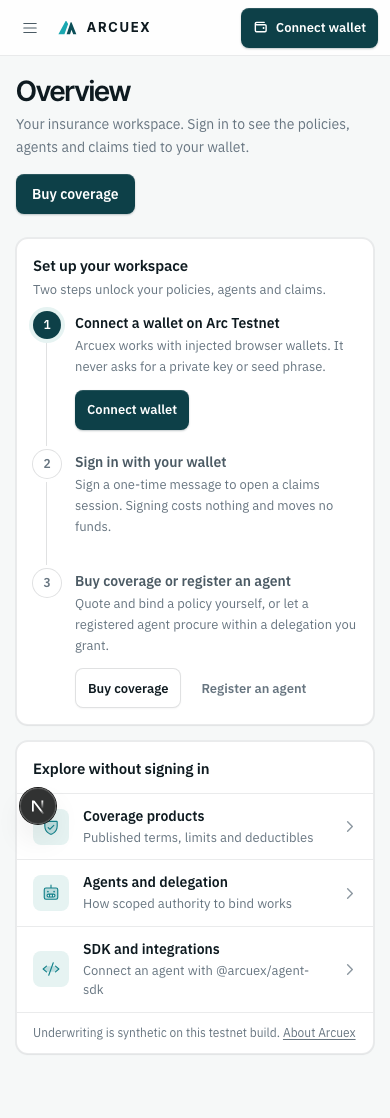 ARCUEX
Connect wallet
Overview
Your insurance workspace. Sign in to see the policies,
agents and claims tied to your wallet.
Buy coverage
Set up your workspace
Two steps unlock your policies, agents and claims.
1
Connect a wallet on Arc Testnet
Arcuex works with injected browser wallets. It
never asks for a private key or seed phrase.
Connect wallet
2
Sign in with your wallet
Sign a one-time message to open a claims
session. Signing costs nothing and moves no
funds.
3
Buy coverage or register an agent
Quote and bind a policy yourself, or let a
registered agent procure within a delegation you
grant.
Buy coverage
Register an agent
Explore without signing in
N
Coverage products
Published terms, limits and deductibles
Agents and delegation
How scoped authority to bind works
SDK and integrations
Connect an agent with @arcuex/agent-
sdk
Underwriting is synthetic on this testnet build. About Arcuex